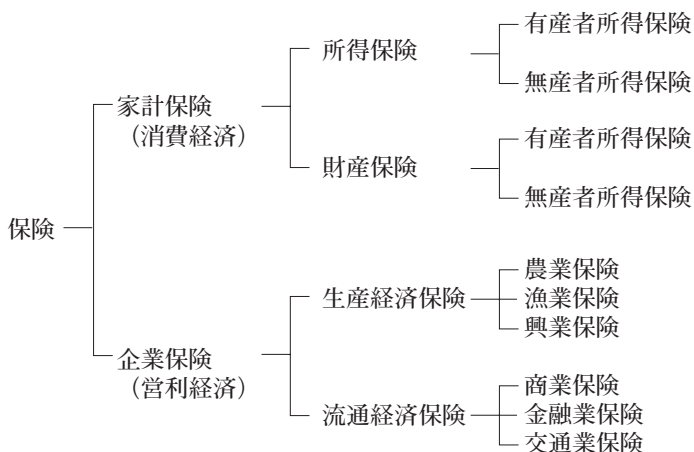 保険
家計保険
（消費経済）
所得保険
有産者所得保険
無産者所得保険
財産保険
有産者所得保険
無産者所得保険
企業保険
（営利経済）
生産経済保険
農業保険
漁業保険
興業保険
流通経済保険
商業保険
金融業保険
交通業保険